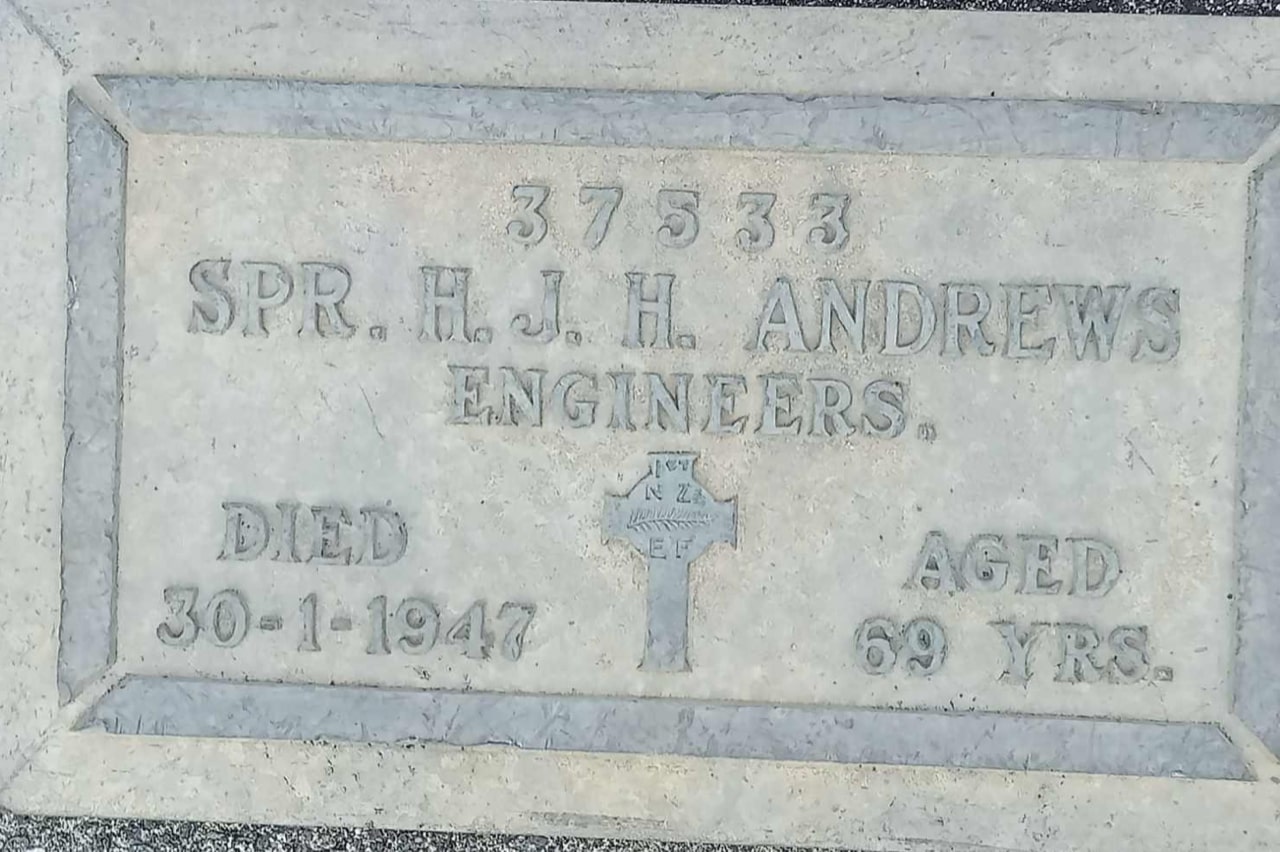 37533
SPR. H. J. H. ANDREWS
ENGINEERS.
1ST
N Z
E F
DIED
30-1-1947
AGED
69 YRS.